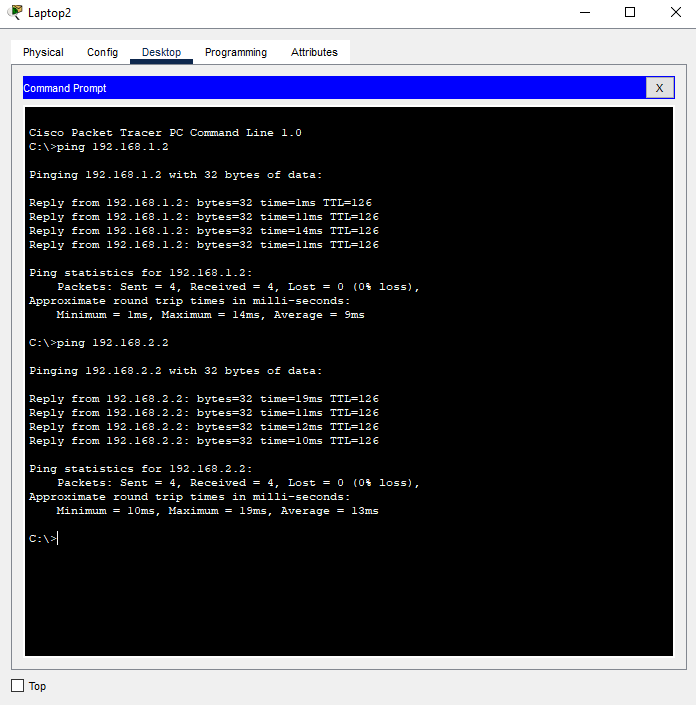 Laptop2
Physical Config Desktop Programming Attributes
Command Prompt X
Cisco Packet Tracer PC Command Line 1.0
C:\>ping 192.168.1.2
Pinging 192.168.1.2 with 32 bytes of data:
Reply from 192.168.1.2: bytes=32 time=1ms TTL=126
Reply from 192.168.1.2: bytes=32 time=11ms TTL=126
Reply from 192.168.1.2: bytes=32 time=14ms TTL=126
Reply from 192.168.1.2: bytes=32 time=11ms TTL=126
Ping statistics for 192.168.1.2:
Packets: Sent = 4, Received = 4, Lost = 0 (0% loss),
Approximate round trip times in milli-seconds:
Minimum = 1ms, Maximum = 14ms, Average = 9ms
C:\>ping 192.168.2.2
Pinging 192.168.2.2 with 32 bytes of data:
Reply from 192.168.2.2: bytes=32 time=19ms TTL=126
Reply from 192.168.2.2: bytes=32 time=11ms TTL=126
Reply from 192.168.2.2: bytes=32 time=12ms TTL=126
Reply from 192.168.2.2: bytes=32 time=10ms TTL=126
Ping statistics for 192.168.2.2:
Packets: Sent = 4, Received = 4, Lost = 0 (0% loss),
Approximate round trip times in milli-seconds:
Minimum = 10ms, Maximum = 19ms, Average = 13ms
C:\>
Top